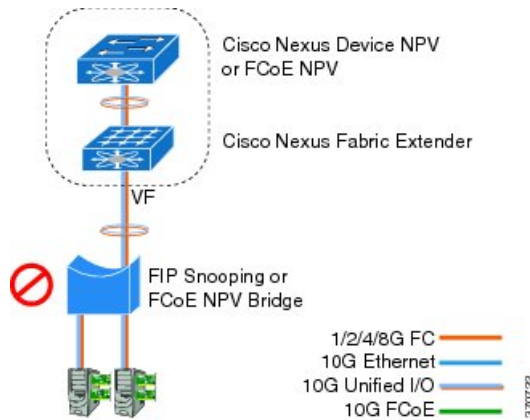 Cisco Nexus Device NPV
or FCoE NPV
Cisco Nexus Fabric Extender
VF
FIP Snooping or
FCoE NPV Bridge
1/2/4/8G FC
10G Ethernet
10G Unified I/O
10G FCoE